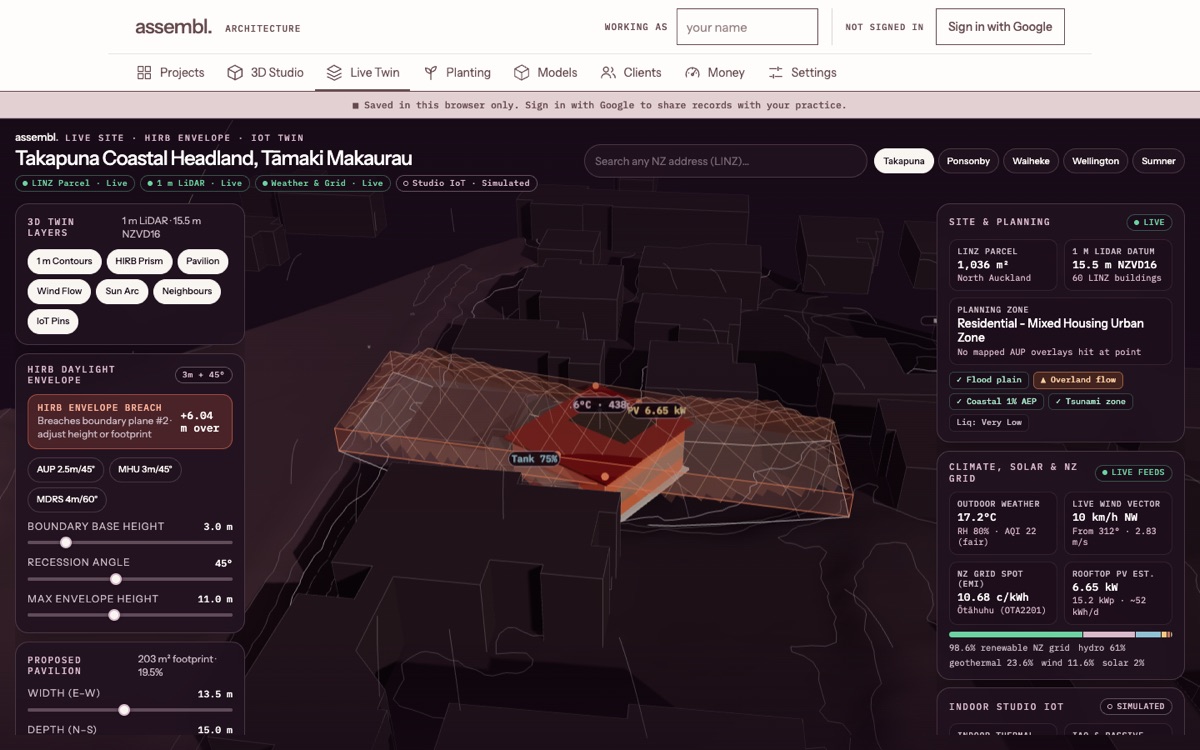 assembl. ARCHITECTURE
WORKING AS your name NOT SIGNED IN Sign in with Google
Projects 3D Studio Live Twin Planting Models Clients Money Settings
■ Saved in this browser only. Sign in with Google to share records with your practice.
assembl. LIVE SITE · HIRB ENVELOPE · IOT TWIN
Takapuna Coastal Headland, Tāmaki Makaurau
Search any NZ address (LINZ)...
Takapuna Ponsonby Waiheke Wellington Sumner
LINZ Parcel · Live 1 m LiDAR · Live Weather & Grid · Live Studio IoT · Simulated
3D TWIN
LAYERS
1 m LiDAR · 15.5 m
NZVD16
1 m Contours HIRB Prism Pavilion
Wind Flow Sun Arc Neighbours
IoT Pins
HIRB DAYLIGHT
ENVELOPE
3m + 45°
HIRB ENVELOPE BREACH
Breaches boundary plane #2 ·
adjust height or footprint
+6.04
m over
AUP 2.5m/45° MHU 3m/45°
MDRS 4m/60°
BOUNDARY BASE HEIGHT 3.0 m
RECESSION ANGLE 45°
MAX ENVELOPE HEIGHT 11.0 m
PROPOSED
PAVILION
203 m² footprint ·
19.5%
WIDTH (E–W) 13.5 m
DEPTH (N–S) 15.0 m
6°C · 438
PV 6.65 kW
Tank 75%
SITE & PLANNING LIVE
LINZ PARCEL
1,036 m²
North Auckland
1 M LIDAR DATUM
15.5 m NZVD16
60 LINZ buildings
PLANNING ZONE
Residential - Mixed Housing Urban
Zone
No mapped AUP overlays hit at point
✓ Flood plain ▲ Overland flow
✓ Coastal 1% AEP ✓ Tsunami zone
Liq: Very Low
CLIMATE, SOLAR & NZ
GRID
LIVE FEEDS
OUTDOOR WEATHER
17.2°C
RH 80% · AQI 22
(fair)
LIVE WIND VECTOR
10 km/h NW
From 312° · 2.83
m/s
NZ GRID SPOT
(EMI)
10.68 c/kWh
Ōtāhuhu (OTA2201)
ROOFTOP PV EST.
6.65 kW
15.2 kWp · ~52
kWh/d
98.6% renewable NZ grid hydro 61%
geothermal 23.6% wind 11.6% solar 2%
INDOOR STUDIO IOT SIMULATED